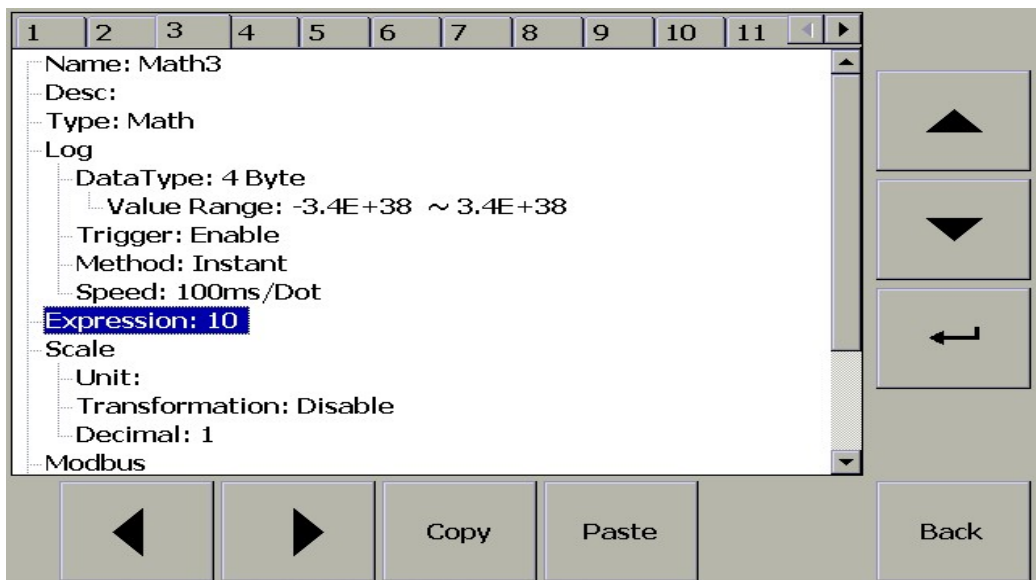 1 2 3 4 5 6 7 8 9 10 11
Name: Math3
Desc:
Type: Math
Log
DataType: 4 Byte
Value Range: -3.4E+38 ~ 3.4E+38
Trigger: Enable
Method: Instant
Speed: 100ms/Dot
Expression: 10
Scale
Unit:
Transformation: Disable
Decimal: 1
Modbus
Copy Paste Back